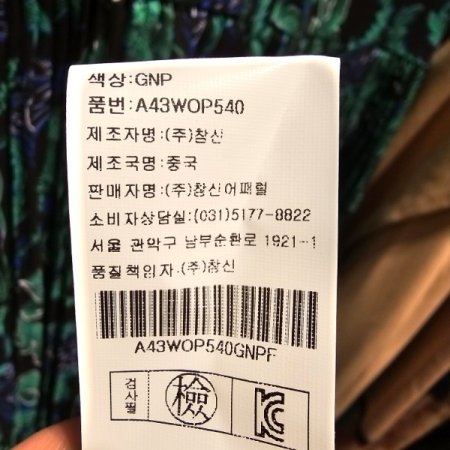 색상:GNP
품번:A43WOP540
제조자명:(주)참신
제조국명:중국
판매자명:(주)참신어패럴
소비자상담실:(031)5177-8822
서울 관악구 남부순환로 1921-1
품질책임자:(주)참신
A43WOP540GNPF
검사필
檢